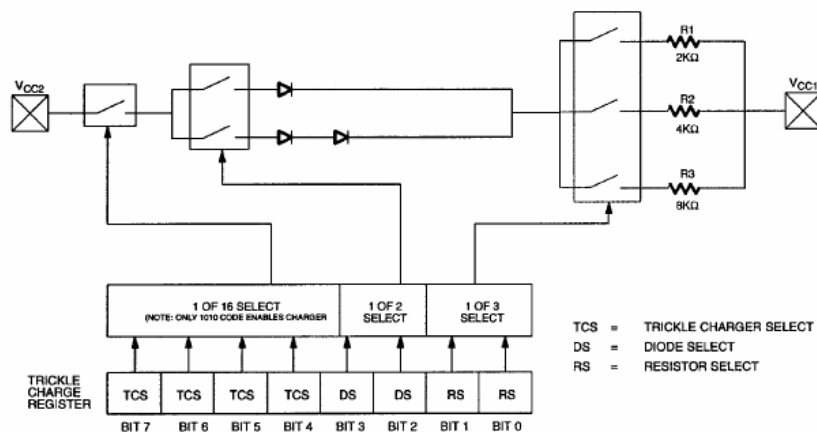 R1
2KΩ
VCC2
VCC1
R2
4KΩ
R3
8KΩ
1 OF 16 SELECT
(NOTE: ONLY 1010 CODE ENABLES CHARGER
1 OF 2
SELECT
1 OF 3
SELECT
TCS = TRICKLE CHARGER SELECT
DS = DIODE SELECT
RS = RESISTOR SELECT
TRICKLE
CHARGE
REGISTER
TCS TCS TCS TCS DS DS RS RS
BIT 7 BIT 6 BIT 5 BIT 4 BIT 3 BIT 2 BIT 1 BIT 0